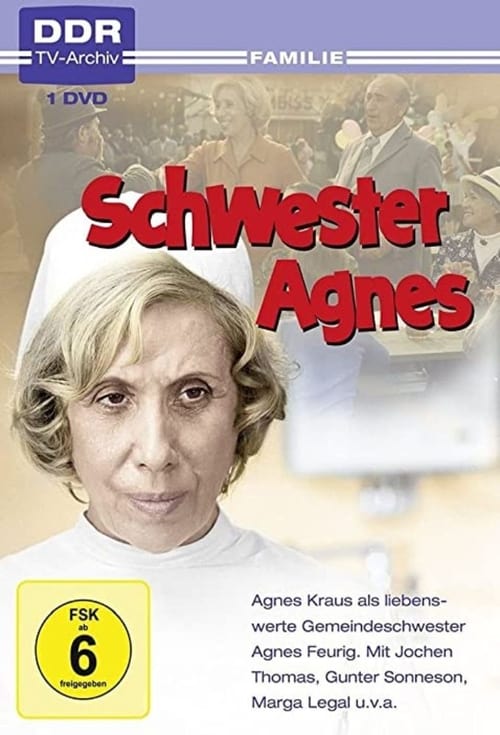 DDR
TV-Archiv
FAMILIE
1 DVD
Schwester
Agnes
Agnes Kraus als liebens-
werte Gemeindeschwester
Agnes Feurig. Mit Jochen
Thomas, Gunter Sonneson,
Marga Legal u.v.a.
FSK
ab
6
freigegeben